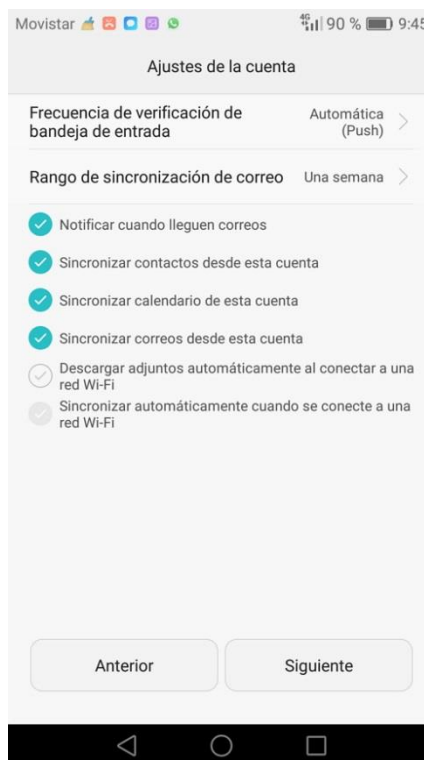 Movistar 4G 90 % 9:45
Ajustes de la cuenta
Frecuencia de verificación de
bandeja de entrada
Automática
(Push)
Rango de sincronización de correo Una semana
Notificar cuando lleguen correos
Sincronizar contactos desde esta cuenta
Sincronizar calendario de esta cuenta
Sincronizar correos desde esta cuenta
Descargar adjuntos automáticamente al conectar a una
red Wi-Fi
Sincronizar automáticamente cuando se conecte a una
red Wi-Fi
Anterior Siguiente